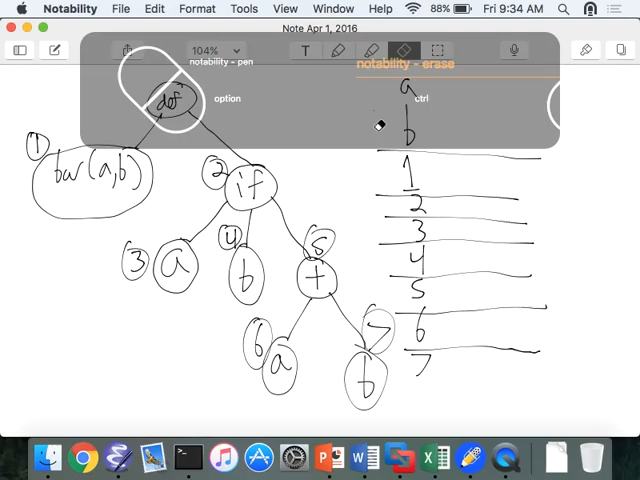 Notability File Edit View Note Window Help 88% Fri 9:34 AM
Note Apr 1, 2016
104%
T
notability - pen
notability - erase
option
ctrl
def
a
b
1
bar(a,b)
2
if
1
2
3
4
5
6
7
3
a
4
b
5
+
6
a
7
b